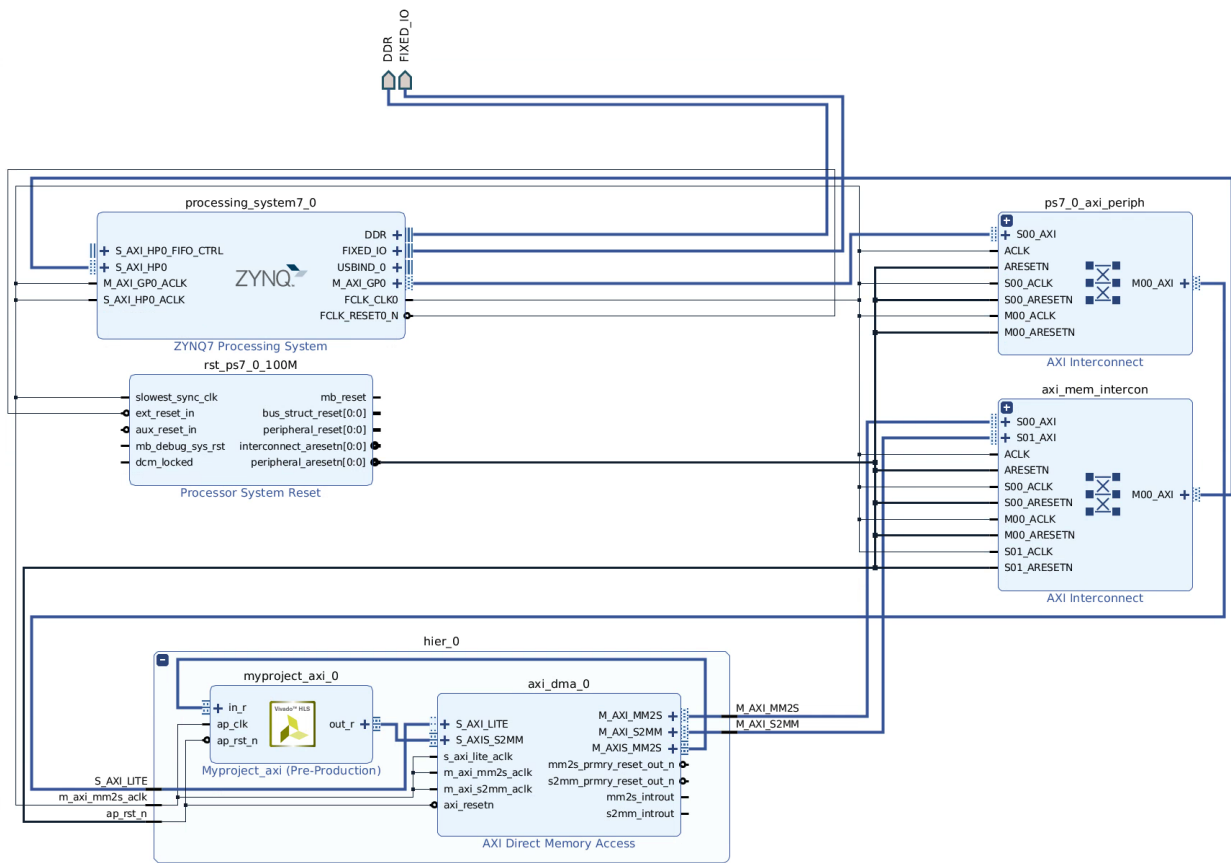 DDR
FIXED_IO
processing_system7_0
S_AXI_HP0_FIFO_CTRL
S_AXI_HP0
M_AXI_GP0_ACLK
S_AXI_HP0_ACLK
ZYNQ
DDR
FIXED_IO
USBIND_0
M_AXI_GP0
FCLK_CLK0
FCLK_RESET0_N
ZYNQ7 Processing System
ps7_0_axi_periph
S00_AXI
ACLK
ARESETN
S00_ACLK
S00_ARESETN
M00_ACLK
M00_ARESETN
M00_AXI
AXI Interconnect
rst_ps7_0_100M
slowest_sync_clk
ext_reset_in
aux_reset_in
mb_debug_sys_rst
dcm_locked
mb_reset
bus_struct_reset[0:0]
peripheral_reset[0:0]
interconnect_aresetn[0:0]
peripheral_aresetn[0:0]
Processor System Reset
axi_mem_intercon
S00_AXI
S01_AXI
ACLK
ARESETN
S00_ACLK
S00_ARESETN
M00_ACLK
M00_ARESETN
S01_ACLK
S01_ARESETN
M00_AXI
AXI Interconnect
hier_0
myproject_axi_0
in_r
ap_clk
ap_rst_n
Vivado™ HLS
out_r
Myproject_axi (Pre-Production)
axi_dma_0
S_AXI_LITE
S_AXIS_S2MM
s_axi_lite_aclk
m_axi_mm2s_aclk
m_axi_s2mm_aclk
axi_resetn
M_AXI_MM2S
M_AXI_S2MM
M_AXIS_MM2S
mm2s_prmry_reset_out_n
s2mm_prmry_reset_out_n
mm2s_introut
s2mm_introut
AXI Direct Memory Access
M_AXI_MM2S
M_AXI_S2MM
S_AXI_LITE
m_axi_mm2s_aclk
ap_rst_n